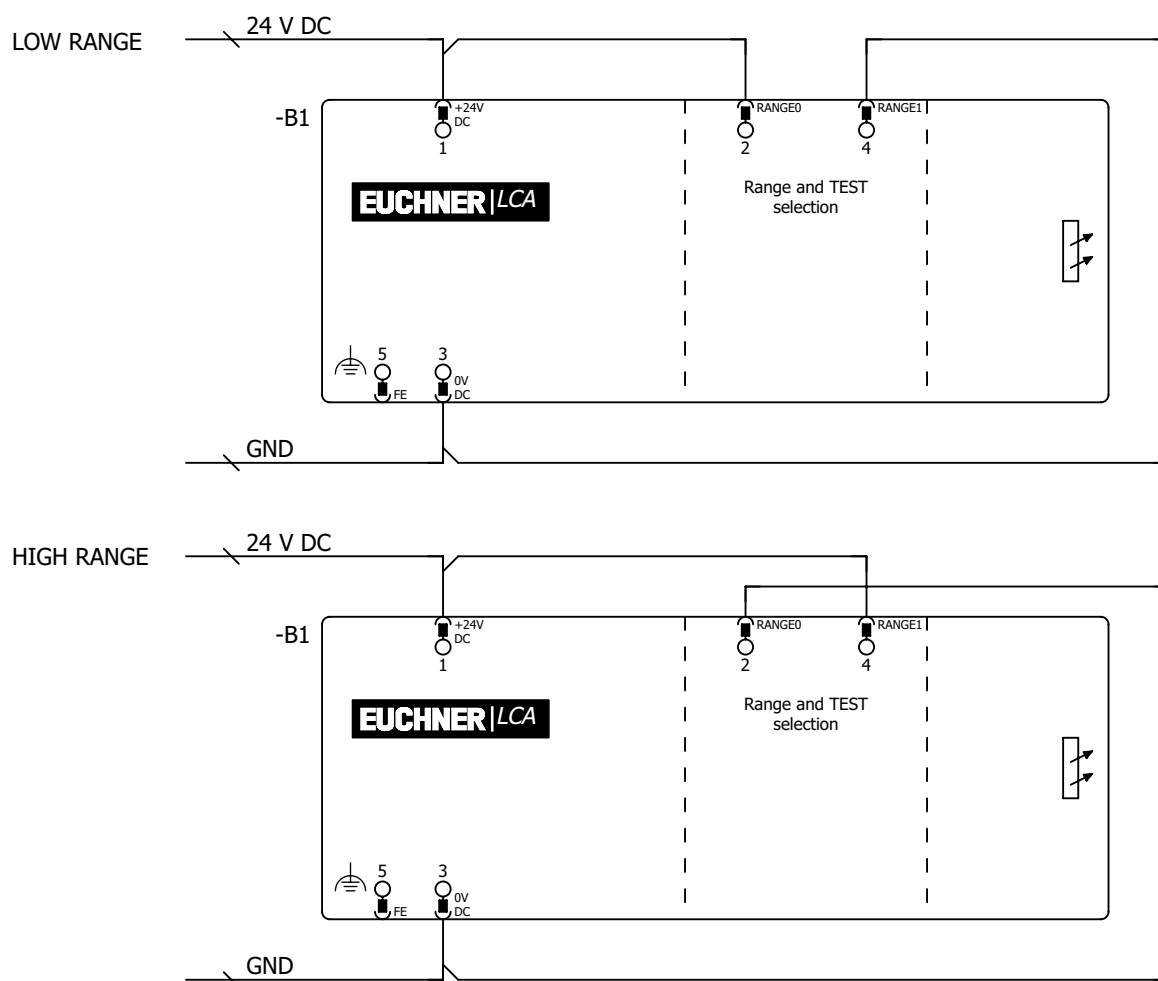 LOW RANGE
24 V DC
-B1
+24V
DC
1
RANGE0
2
RANGE1
4
EUCHNER|LCA
Range and TEST
selection
5
FE
3
0V
DC
GND
HIGH RANGE
24 V DC
-B1
+24V
DC
1
RANGE0
2
RANGE1
4
EUCHNER|LCA
Range and TEST
selection
5
FE
3
0V
DC
GND